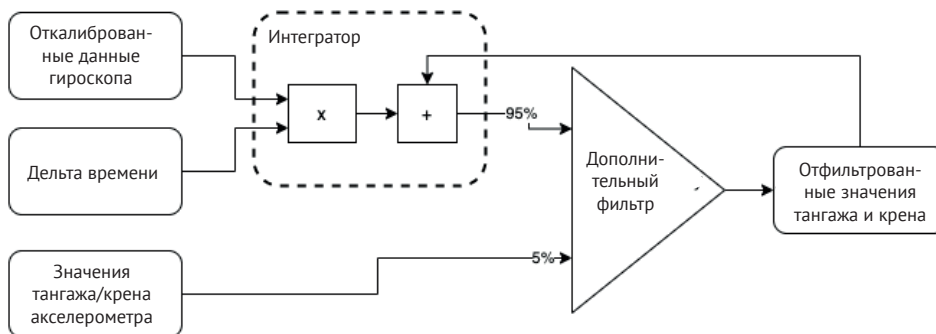 Откалиброван-
ные данные
гироскопа
Интегратор
Дельта времени
x
+
95%
Дополни-
тельный
фильтр
Отфильтрован-
ные значения
тангажа и крена
Значения
тангажа/крена
акселерометра
5%